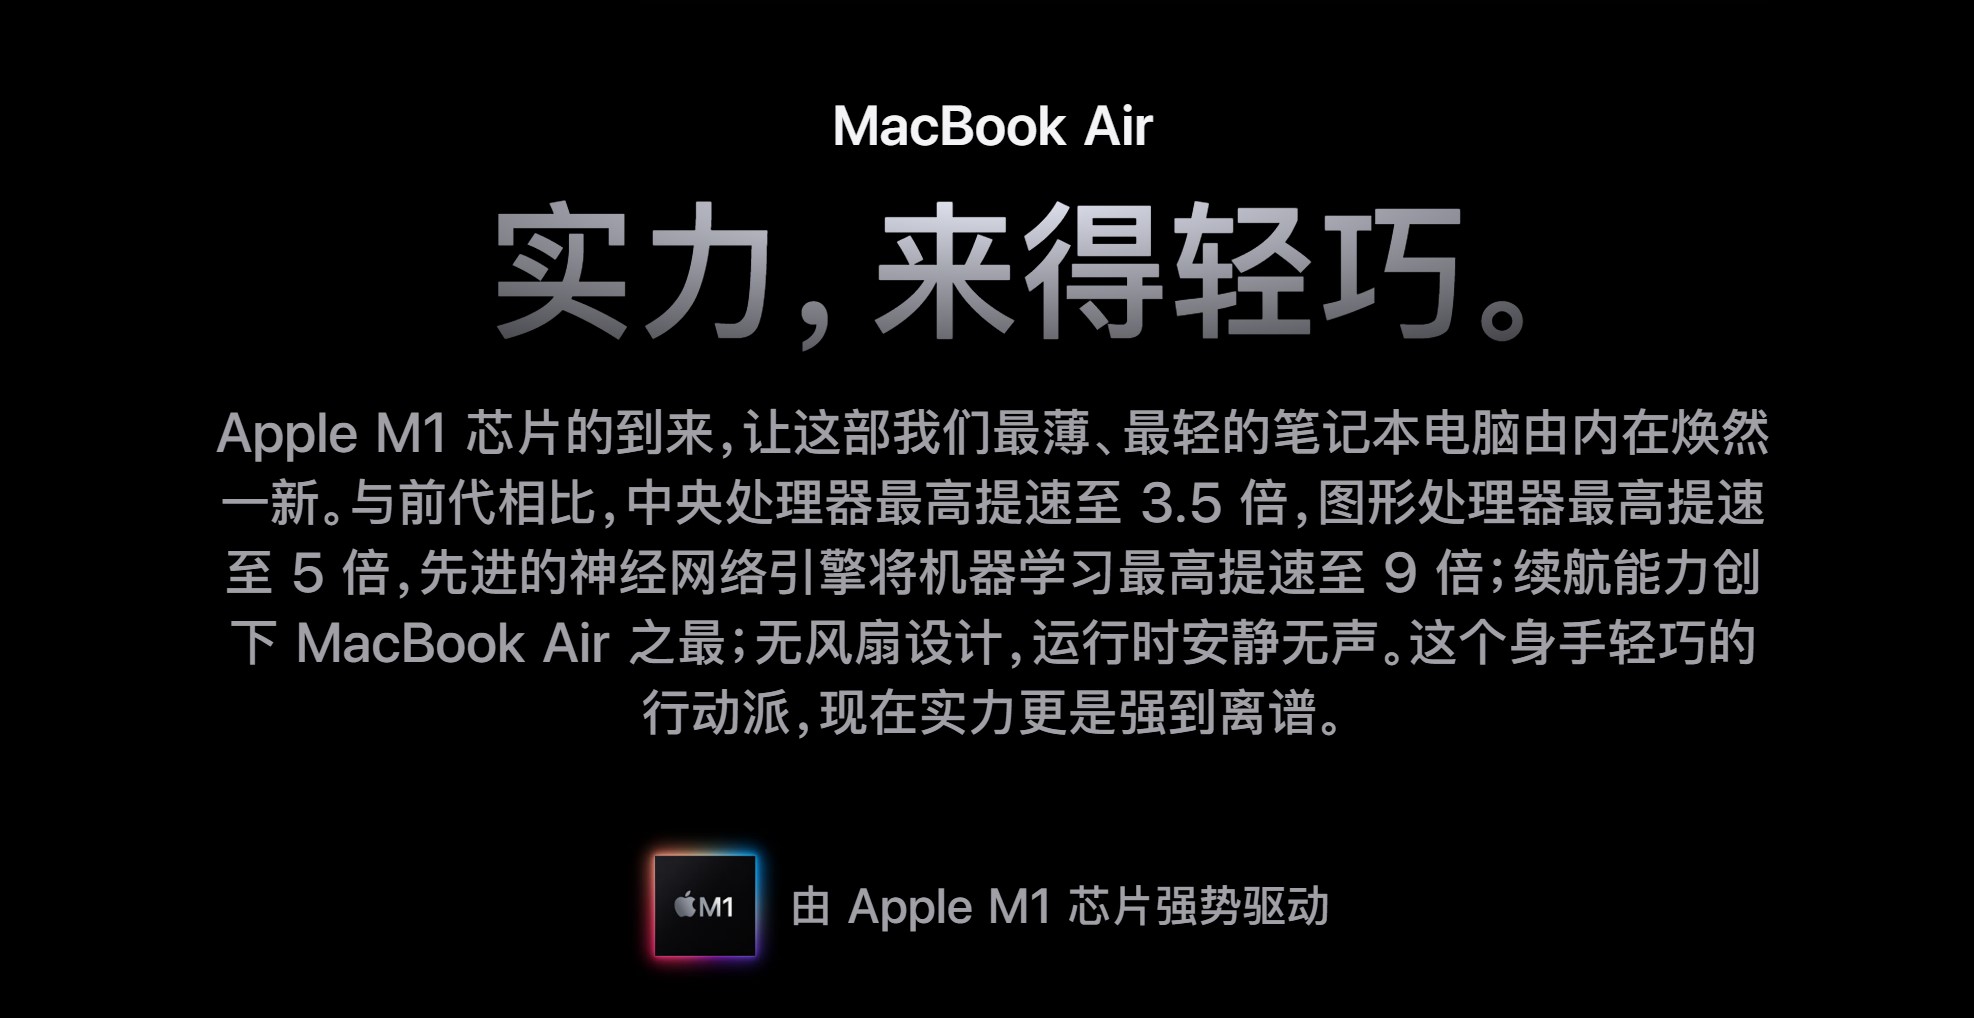 MacBook Air
实力，来得轻巧。
Apple M1 芯片的到来，让这部我们最薄、最轻的笔记本电脑由内在焕然
一新。与前代相比，中央处理器最高提速至 3.5 倍，图形处理器最高提速
至 5 倍，先进的神经网络引擎将机器学习最高提速至 9 倍；续航能力创
下 MacBook Air 之最；无风扇设计，运行时安静无声。这个身手轻巧的
行动派，现在实力更是强到离谱。
M1 由 Apple M1 芯片强势驱动